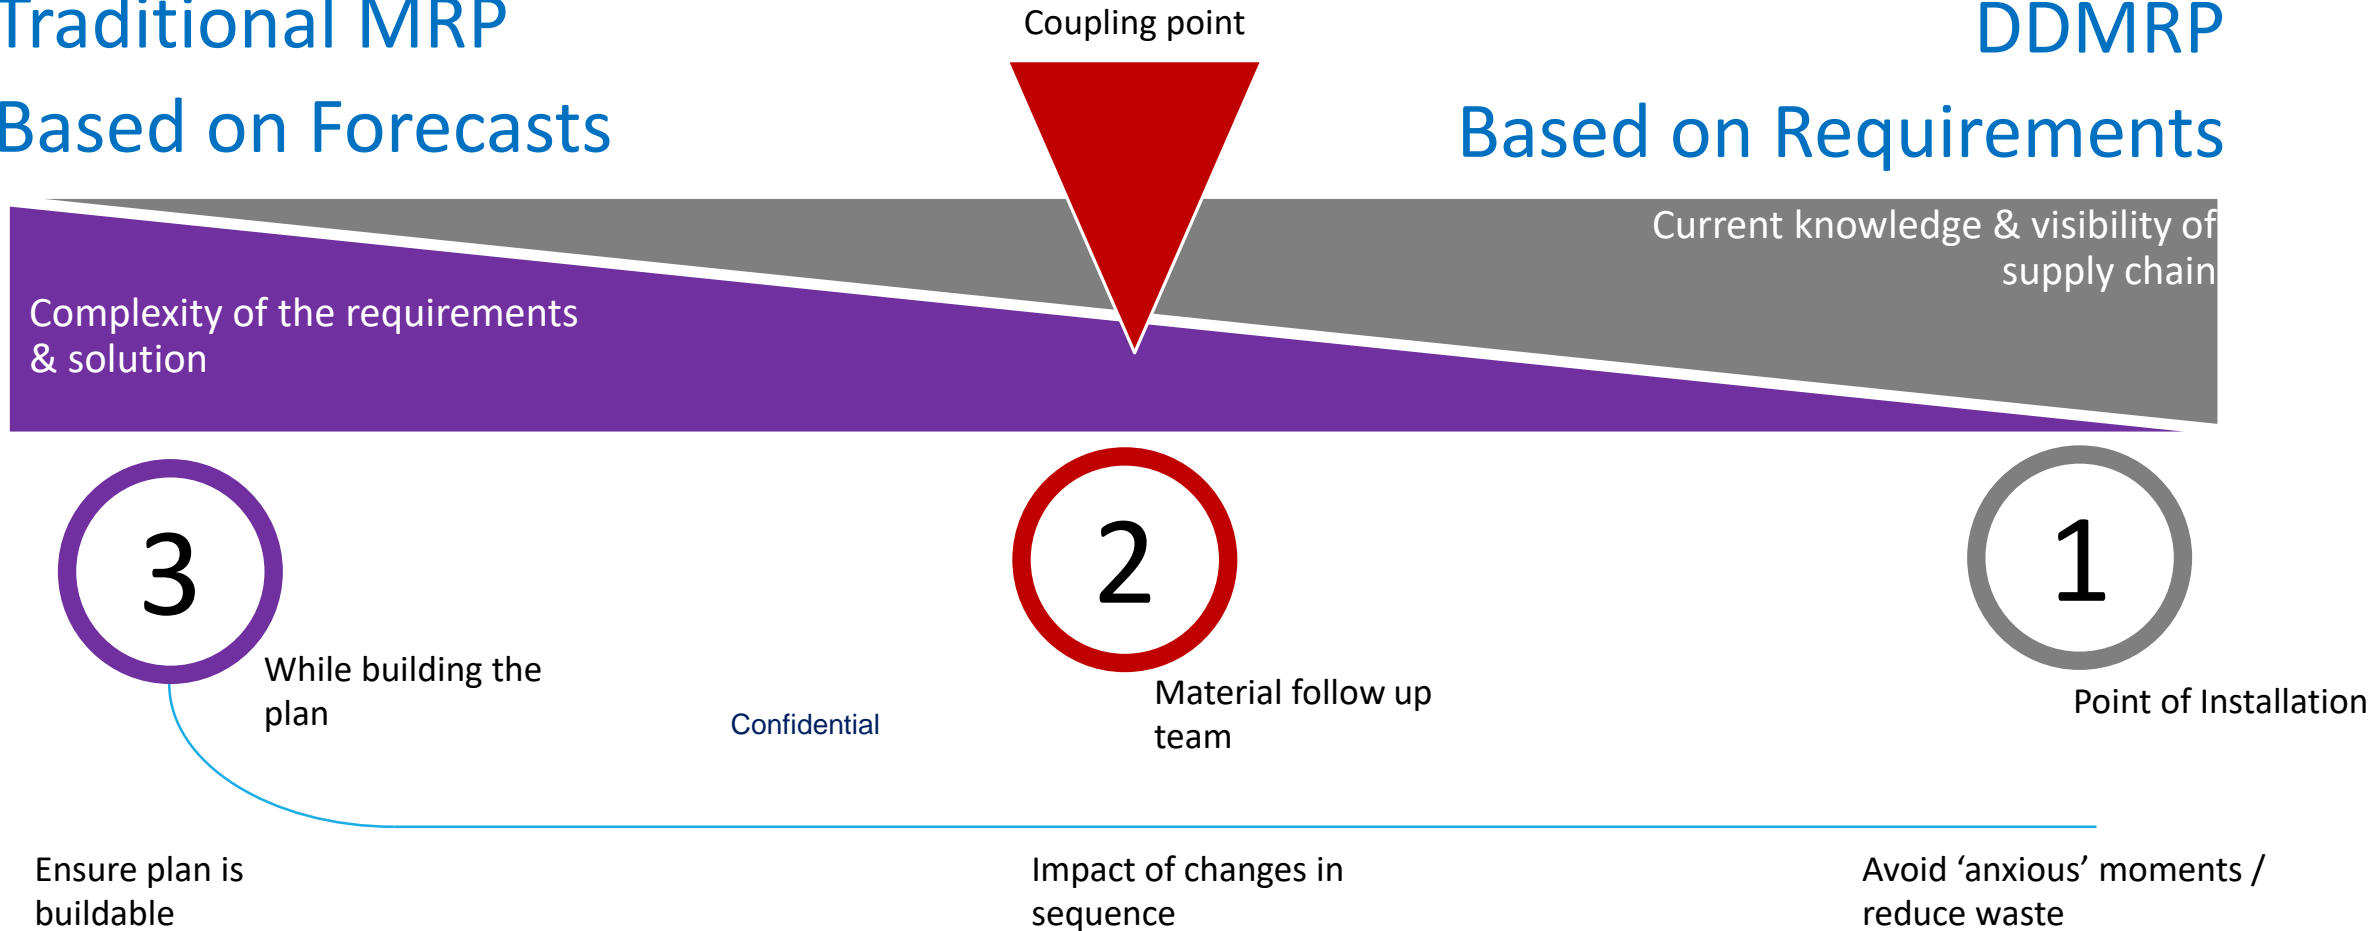 Traditional MRP
Based on Forecasts
Coupling point
DDMRP
Based on Requirements
Current knowledge & visibility of
supply chain
Complexity of the requirements
& solution
3
While building the
plan
Confidential
2
Material follow up
team
1
Point of Installation
Ensure plan is
buildable
Impact of changes in
sequence
Avoid ‘anxious’ moments /
reduce waste